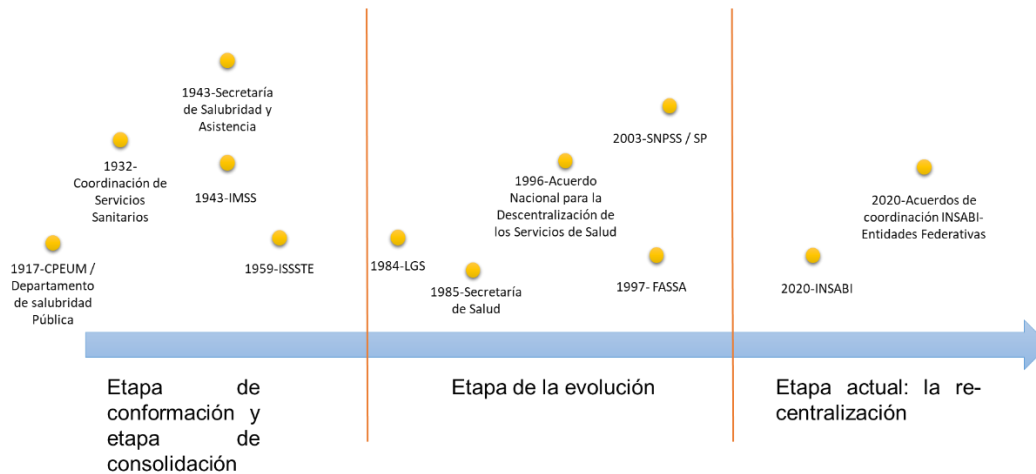 1943-Secretaría
de Salubridad y
Asistencia
1932-
Coordinación de
Servicios
Sanitarios
1943-IMSS
1917-CPEUM /
Departamento
de salubridad
Pública
1959-ISSSTE
1984-LGS
1985-Secretaría
de Salud
1996-Acuerdo
Nacional para la
Descentralización de
los Servicios de Salud
2003-SNPSS / SP
1997- FASSA
2020-INSABI
2020-Acuerdos de
coordinación INSABI-
Entidades Federativas
Etapa de
conformación y
etapa de
consolidación
Etapa de la evolución
Etapa actual: la re-
centralización